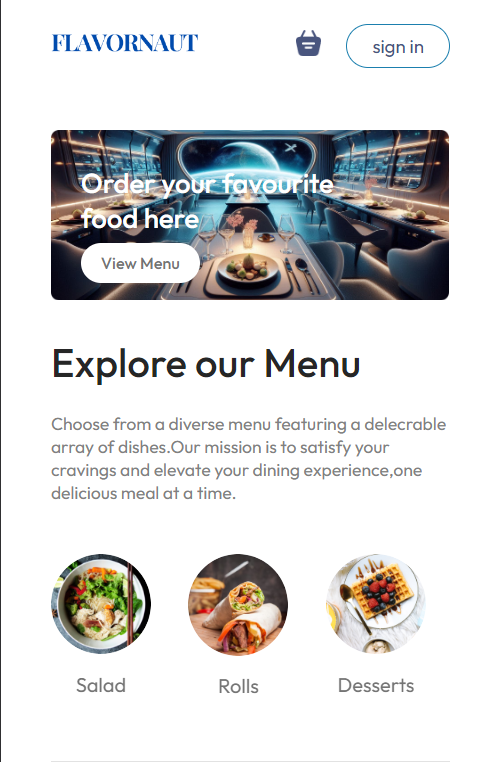 FLAVORNAUT
sign in
Order your favourite
food here
View Menu
Explore our Menu
Choose from a diverse menu featuring a delecrable
array of dishes.Our mission is to satisfy your
cravings and elevate your dining experience,one
delicious meal at a time.
Salad
Rolls
Desserts